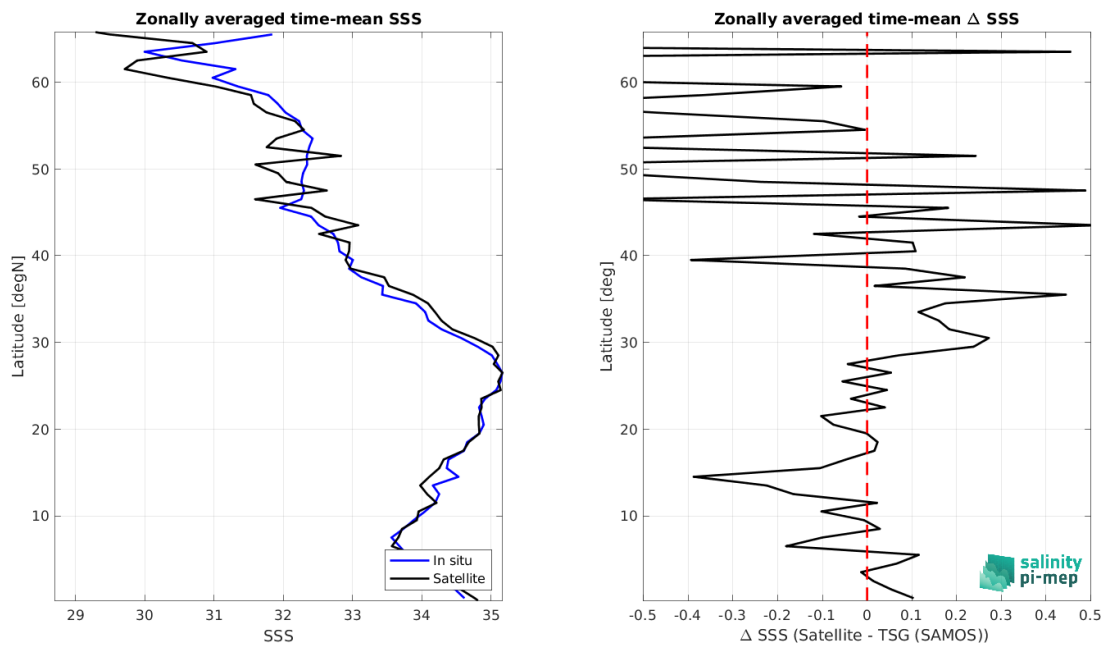 Zonally averaged time-mean SSS
60
50
40
30
20
10
Latitude [degN]
29 30 31 32 33 34 35
SSS
In situ
Satellite
Zonally averaged time-mean Δ SSS
60
50
40
30
20
10
Latitude [deg]
-0.5 -0.4 -0.3 -0.2 -0.1 0 0.1 0.2 0.3 0.4 0.5
Δ SSS (Satellite - TSG (SAMOS))
salinity
pi-mep